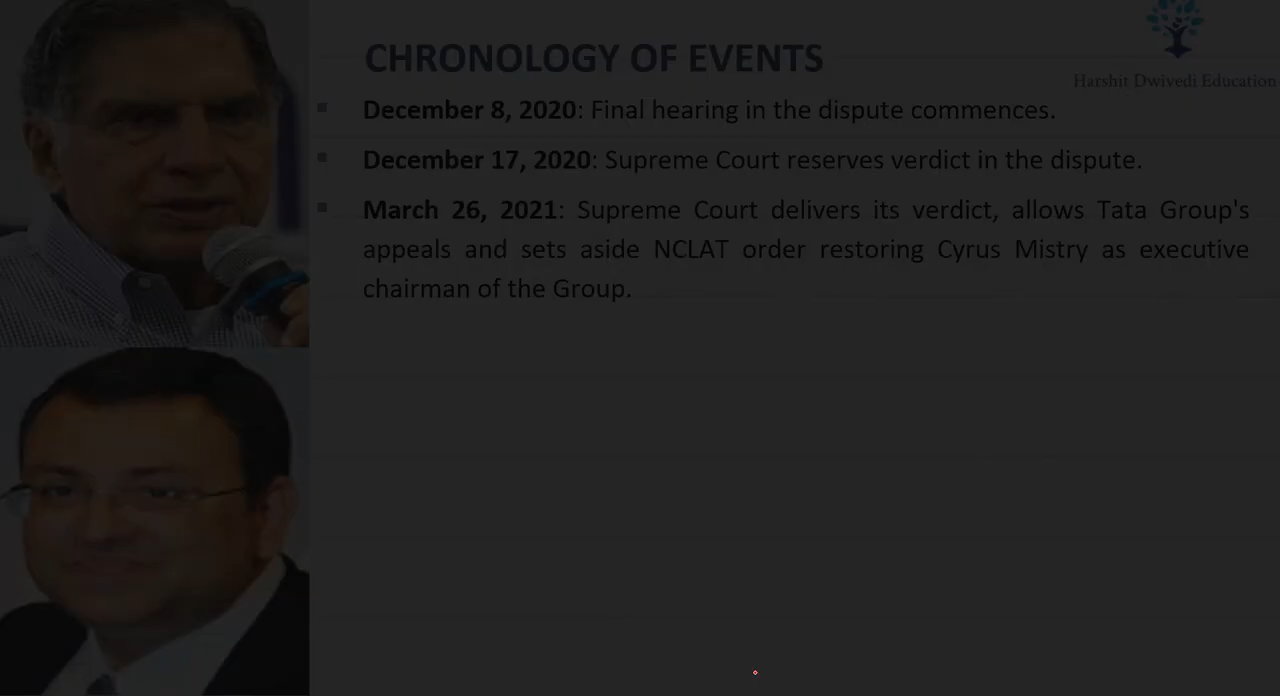 CHRONOLOGY OF EVENTS
Harshit Dwivedi Education
December 8, 2020: Final hearing in the dispute commences.
December 17, 2020: Supreme Court reserves verdict in the dispute.
March 26, 2021: Supreme Court delivers its verdict, allows Tata Group's
appeals and sets aside NCLAT order restoring Cyrus Mistry as executive
chairman of the Group.